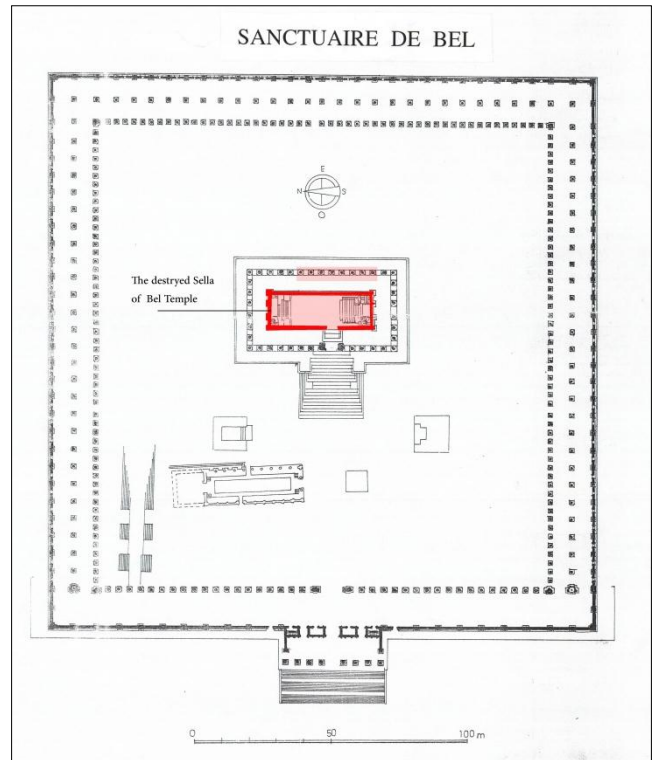 SANCTUAIRE DE BEL
E
N S
O
The destryed Sella
of Bel Temple
0 50 100 m